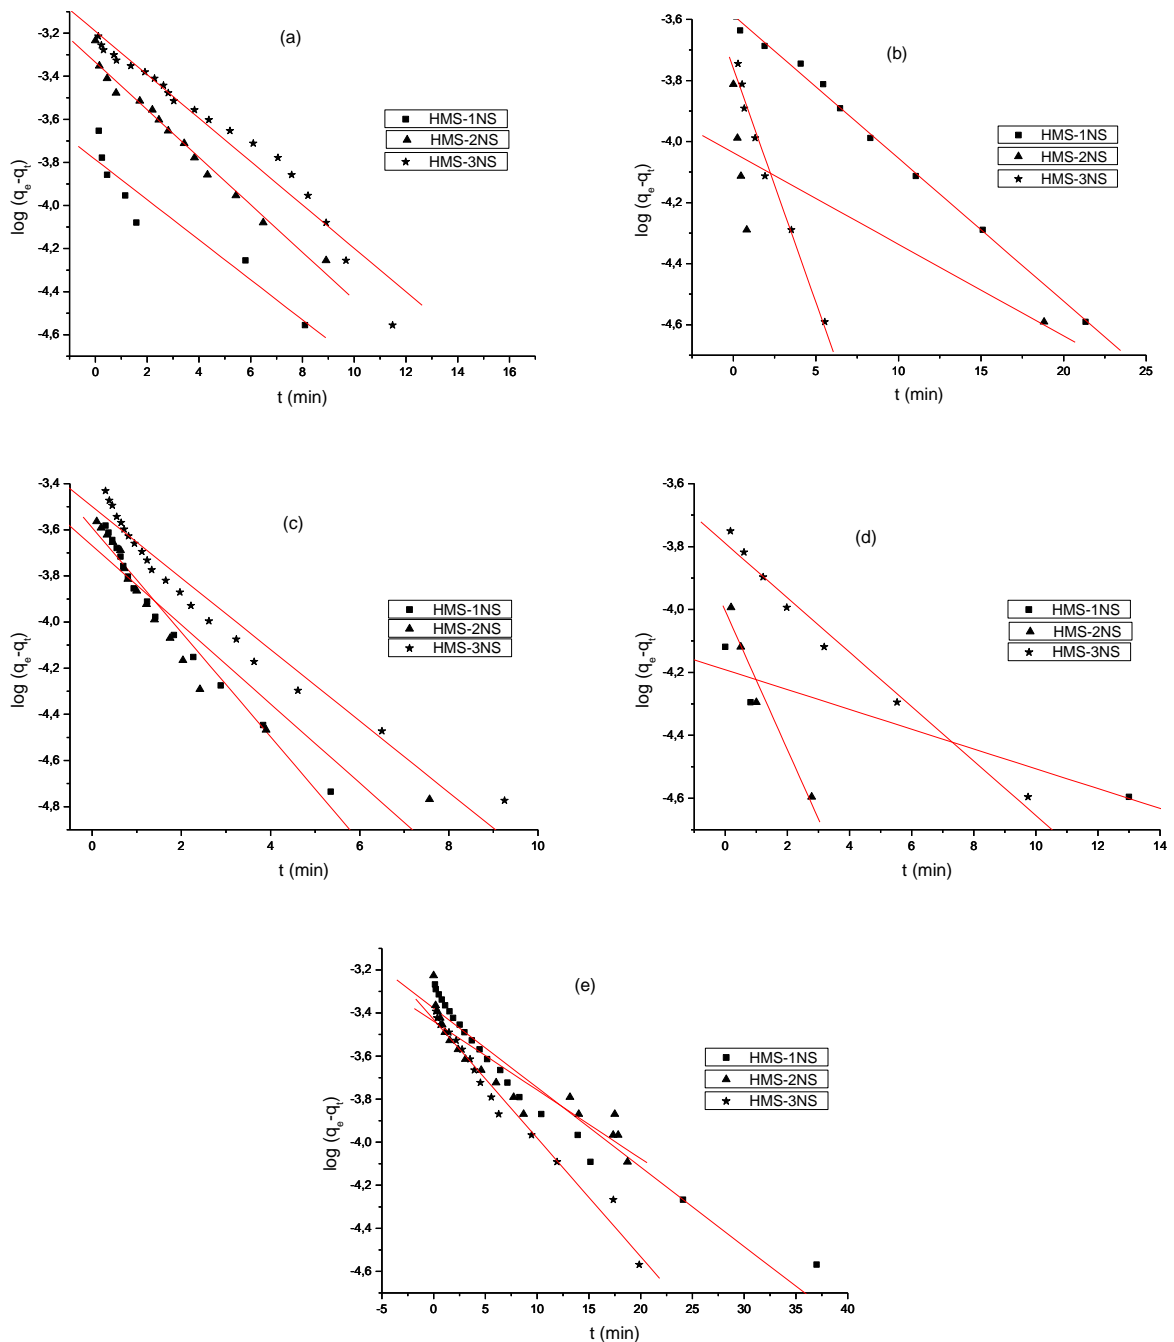 (a)
-3,2
-3,4
-3,6
-3,8
-4,0
-4,2
-4,4
-4,6
log (qe-qt)
HMS-1NS
HMS-2NS
HMS-3NS
0 2 4 6 8 10 12 14 16
t (min)
(b)
-3,6
-3,8
-4,0
-4,2
-4,4
-4,6
log (qe-qt)
HMS-1NS
HMS-2NS
HMS-3NS
0 5 10 15 20 25
t (min)
(c)
-3,4
-3,6
-3,8
-4,0
-4,2
-4,4
-4,6
-4,8
log (qe-qt)
HMS-1NS
HMS-2NS
HMS-3NS
0 2 4 6 8 10
t (min)
(d)
-3,6
-3,8
-4,0
-4,2
-4,4
-4,6
log (qe-qt)
HMS-1NS
HMS-2NS
HMS-3NS
0 2 4 6 8 10 12 14
t (min)
(e)
-3,2
-3,4
-3,6
-3,8
-4,0
-4,2
-4,4
-4,6
log (qe-qt)
HMS-1NS
HMS-2NS
HMS-3NS
-5 0 5 10 15 20 25 30 35 40
t (min)